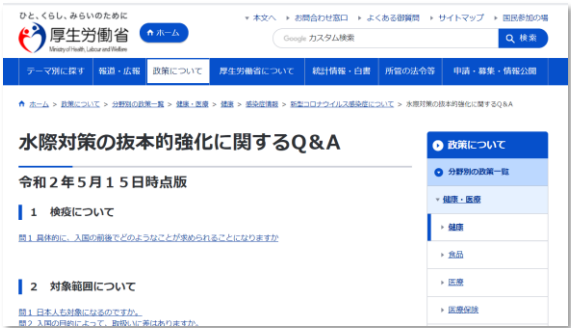 ひと、くらし、みらいのために
厚生労働省
Ministry of Health, Labour and Welfare
ホーム
本文へ お問合わせ窓口 よくある御質問 サイトマップ 国民参加の場
Google カスタム検索
検索
テーマ別に探す 報道・広報 政策について 厚生労働省について 統計情報・白書 所管の法令等 申請・募集・情報公開
ホーム > 政策について > 分野別の政策一覧 > 健康・医療 > 健康 > 感染症情報 > 新型コロナウイルス感染症について > 水際対策の抜本的強化に関するQ&A
水際対策の抜本的強化に関するQ&A
令和2年5月15日時点版
1 検疫について
問1 具体的に、入国の前後でどのようなことが求められることになりますか
2 対象範囲について
問1 日本人も対象になるのですか。
問2 入国の目的によって、取扱いに差はありますか。
政策について
分野別の政策一覧
健康・医療
健康
食品
医療
医療保険